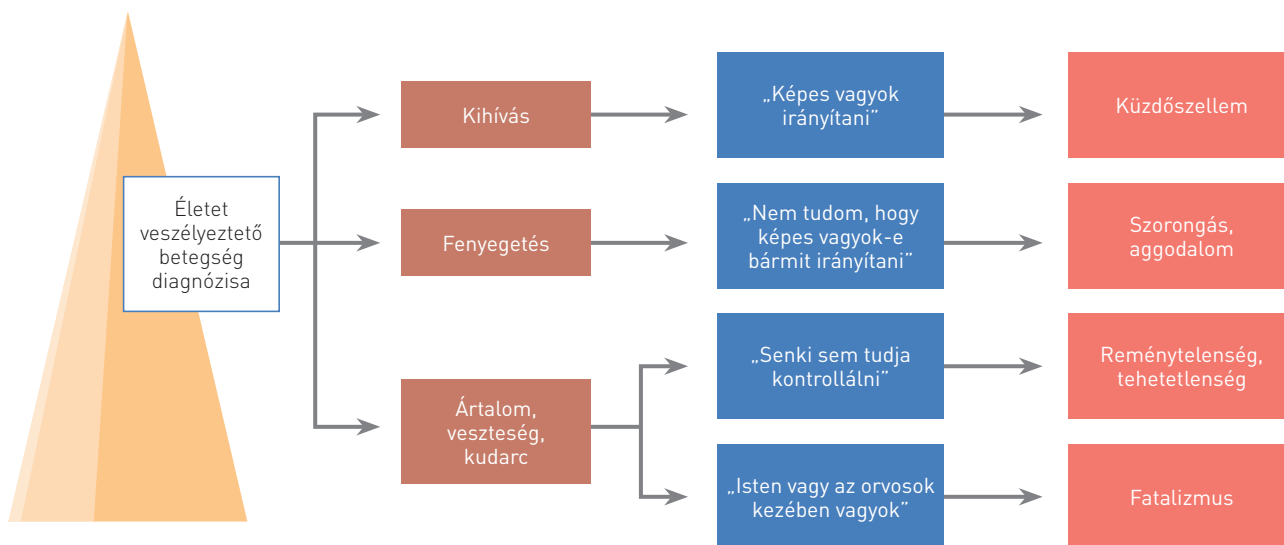 Életet
veszélyeztető
betegség
diagnózisa
Kihívás
„Képes vagyok
irányítani”
Küzdőszellem
Fenyegetés
„Nem tudom, hogy
képes vagyok-e
bármit irányítani”
Szorongás,
aggodalom
Ártalom,
veszteség,
kudarc
„Senki sem tudja
kontrollálni”
Reménytelenség,
tehetetlenség
„Isten vagy az orvosok
kezében vagyok”
Fatalizmus